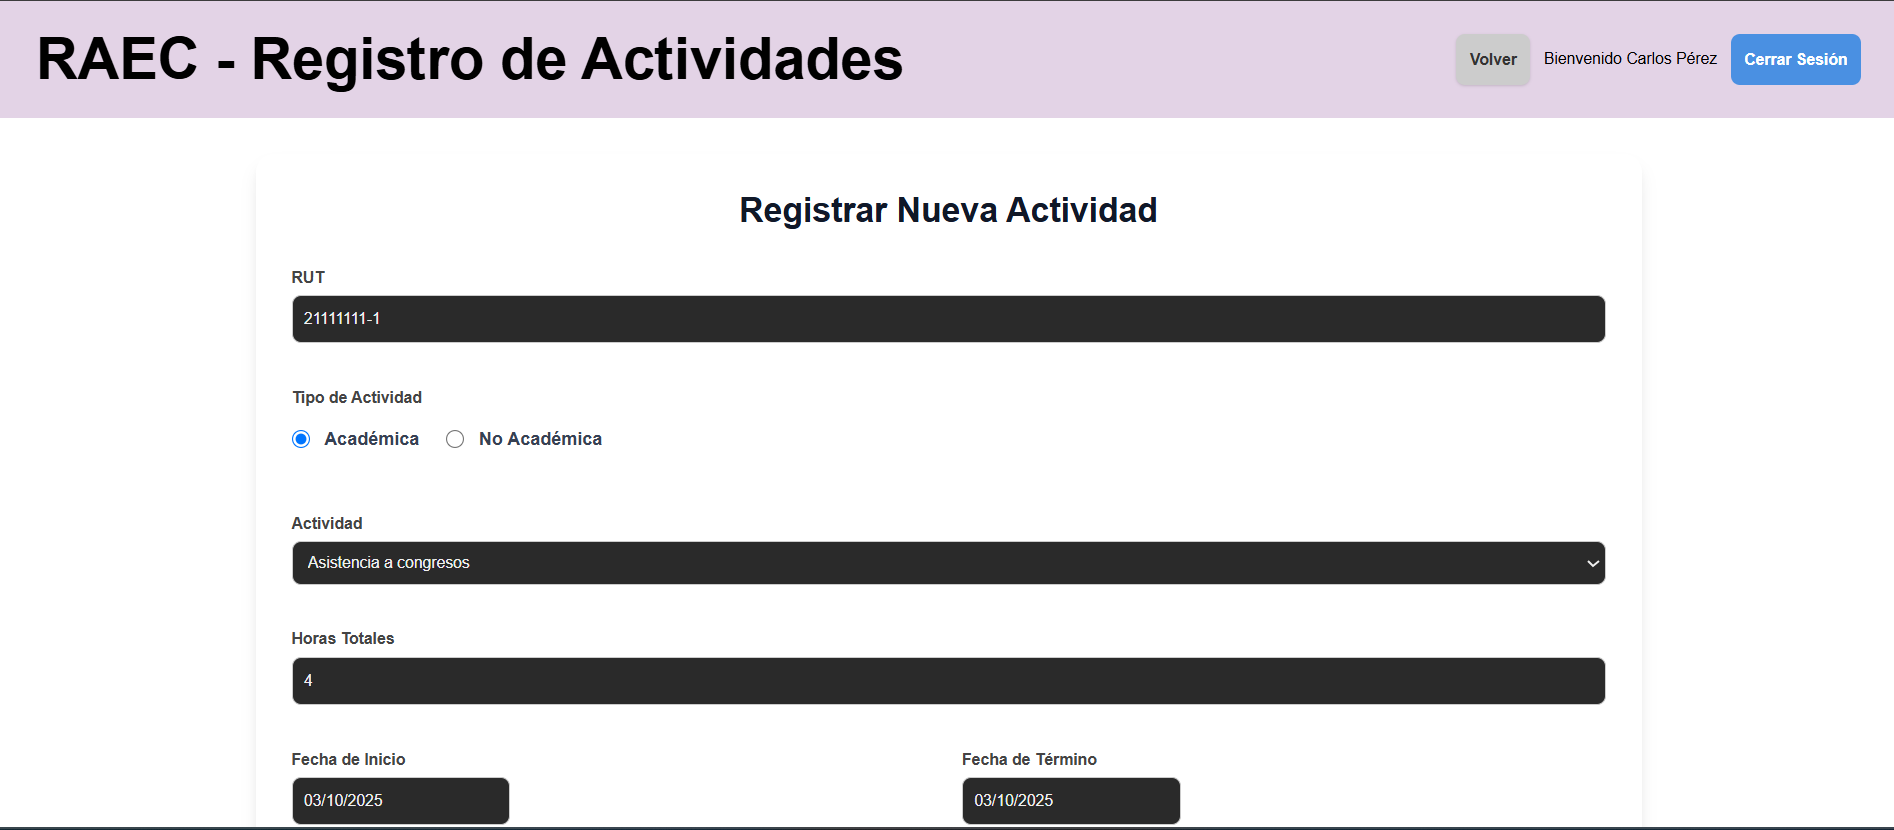 RAEC - Registro de Actividades
Volver
Bienvenido Carlos Pérez
Cerrar Sesión
Registrar Nueva Actividad
RUT
21111111-1
Tipo de Actividad
Académica
No Académica
Actividad
Asistencia a congresos
Horas Totales
4
Fecha de Inicio
Fecha de Término
03/10/2025
03/10/2025